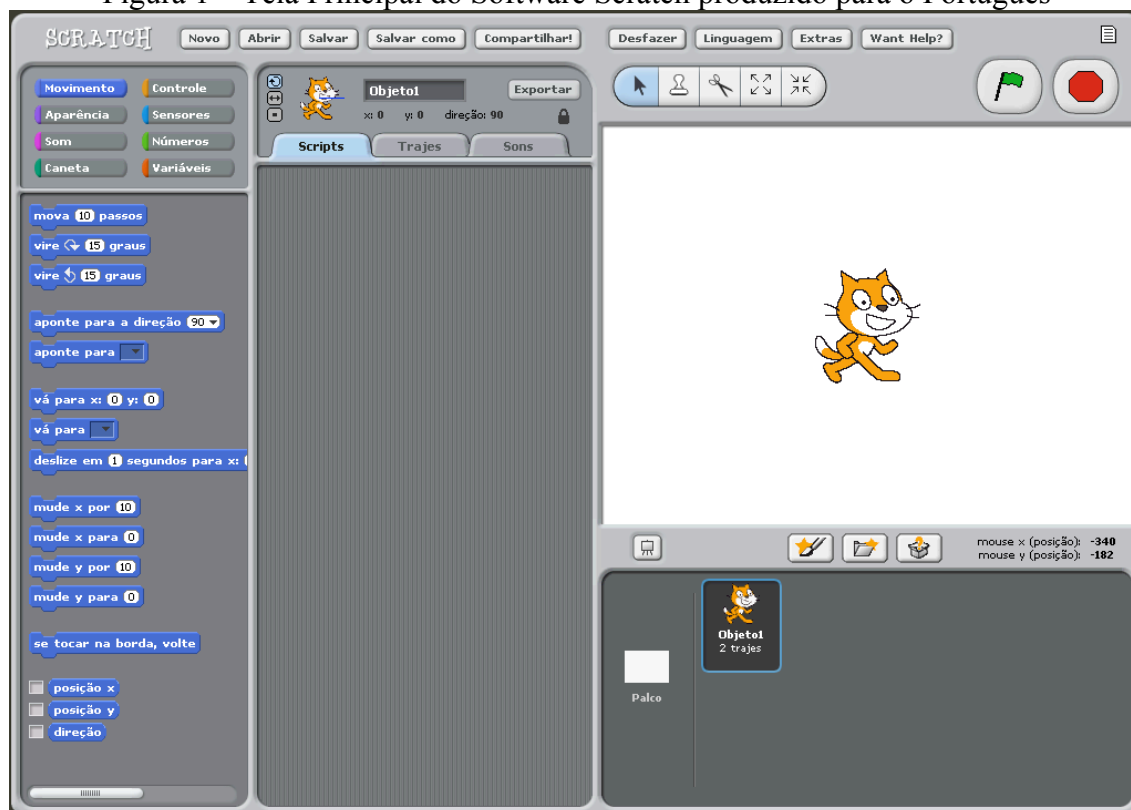 Figura 1 – Tela Principal do Software Scratch produzido para o Português
SCRATCH Novo Abrir Salvar Salvar como Compartilhar! Desfazer Linguagem Extras Want Help?
Movimento Controle
Aparência Sensores
Som Números
Caneta Variáveis
Objeto1 Exportar
x: 0 y: 0 direção: 90
Scripts Trajes Sons
mova 10 passos
vire 15 graus
vire 15 graus
aponte para a direção 90
aponte para
vá para x: 0 y: 0
vá para
deslize em 1 segundos para x:
mude x por 10
mude x para 0
mude y por 10
mude y para 0
se tocar na borda, volte
posição x
posição y
direção
mouse x (posição): -340
mouse y (posição): -182
Objeto1
2 trajes
Palco